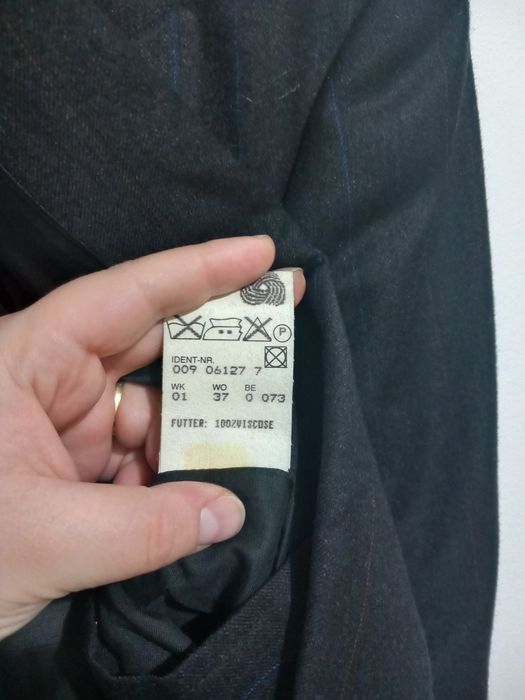 P
IDENT-NR.
009 06127 7
WK WO BE
01 37 0 073
FUTTER: 100%VISCOSE